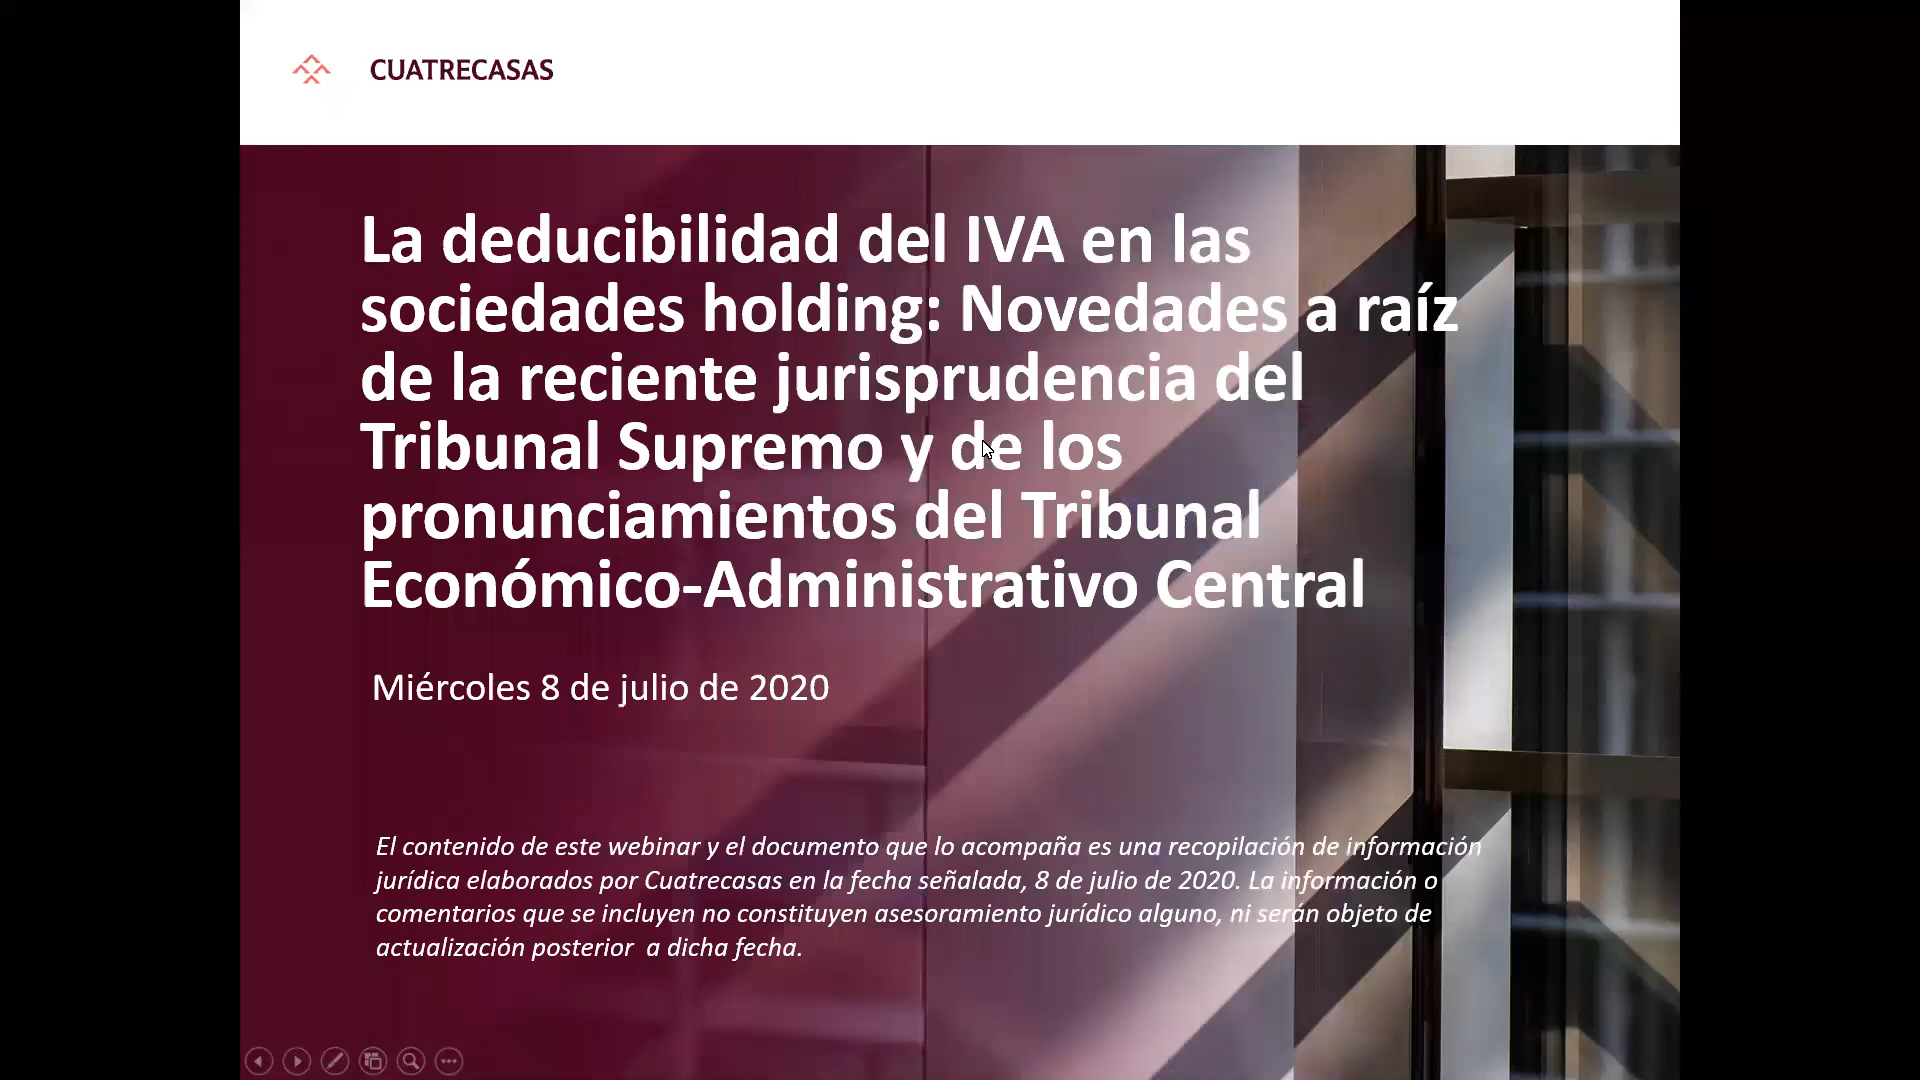 CUATRECASAS
La deducibilidad del IVA en las
sociedades holding: Novedades a raíz
de la reciente jurisprudencia del
Tribunal Supremo y de los
pronunciamientos del Tribunal
Económico-Administrativo Central
Miércoles 8 de julio de 2020
El contenido de este webinar y el documento que lo acompaña es una recopilación de información
jurídica elaborados por Cuatrecasas en la fecha señalada, 8 de julio de 2020. La información o
comentarios que se incluyen no constituyen asesoramiento jurídico alguno, ni serán objeto de
actualización posterior  a dicha fecha.